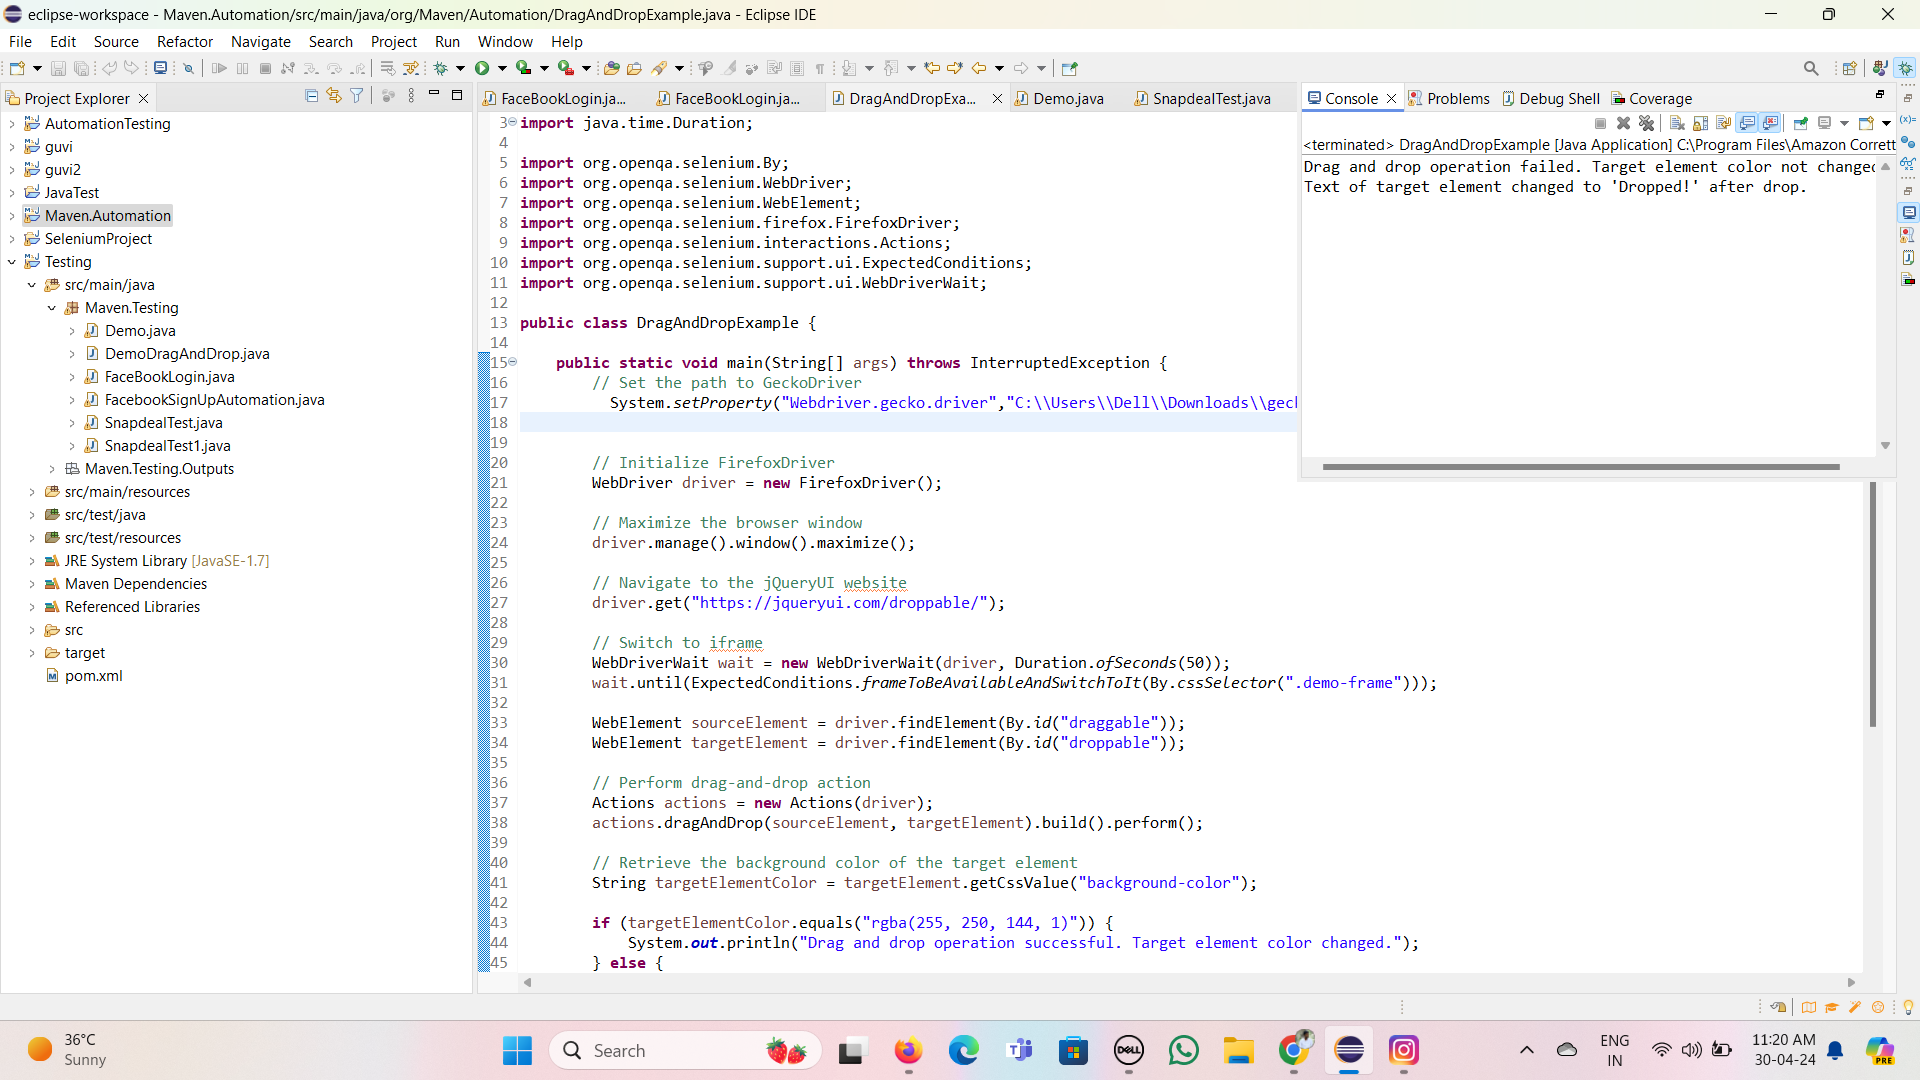 eclipse-workspace - Maven.Automation/src/main/java/org/Maven/Automation/DragAndDropExample.java - Eclipse IDE
File Edit Source Refactor Navigate Search Project Run Window Help
Project Explorer
AutomationTesting
guvi
guvi2
JavaTest
Maven.Automation
SeleniumProject
Testing
src/main/java
Maven.Testing
Demo.java
DemoDragAndDrop.java
FaceBookLogin.java
FacebookSignUpAutomation.java
SnapdealTest.java
SnapdealTest1.java
Maven.Testing.Outputs
src/main/resources
src/test/java
src/test/resources
JRE System Library [JavaSE-1.7]
Maven Dependencies
Referenced Libraries
src
target
pom.xml
FaceBookLogin.ja... FaceBookLogin.ja... DragAndDropExa... Demo.java SnapdealTest.java
3 import java.time.Duration;
4
5 import org.openqa.selenium.By;
6 import org.openqa.selenium.WebDriver;
7 import org.openqa.selenium.WebElement;
8 import org.openqa.selenium.firefox.FirefoxDriver;
9 import org.openqa.selenium.interactions.Actions;
10 import org.openqa.selenium.support.ui.ExpectedConditions;
11 import org.openqa.selenium.support.ui.WebDriverWait;
12
13 public class DragAndDropExample {
14
15 public static void main(String[] args) throws InterruptedException {
16 // Set the path to GeckoDriver
17 System.setProperty("Webdriver.gecko.driver","C:\\Users\\Dell\\Downloads\\geck
18
19
20 // Initialize FirefoxDriver
21 WebDriver driver = new FirefoxDriver();
22
23 // Maximize the browser window
24 driver.manage().window().maximize();
25
26 // Navigate to the jQueryUI website
27 driver.get("https://jqueryui.com/droppable/");
28
29 // Switch to iframe
30 WebDriverWait wait = new WebDriverWait(driver, Duration.ofSeconds(50));
31 wait.until(ExpectedConditions.frameToBeAvailableAndSwitchToIt(By.cssSelector(".demo-frame")));
32
33 WebElement sourceElement = driver.findElement(By.id("draggable"));
34 WebElement targetElement = driver.findElement(By.id("droppable"));
35
36 // Perform drag-and-drop action
37 Actions actions = new Actions(driver);
38 actions.dragAndDrop(sourceElement, targetElement).build().perform();
39
40 // Retrieve the background color of the target element
41 String targetElementColor = targetElement.getCssValue("background-color");
42
43 if (targetElementColor.equals("rgba(255, 250, 144, 1)")) {
44 System.out.println("Drag and drop operation successful. Target element color changed.");
45 } else {
Console Problems Debug Shell Coverage
<terminated> DragAndDropExample [Java Application] C:\Program Files\Amazon Corrett
Drag and drop operation failed. Target element color not changed
Text of target element changed to 'Dropped!' after drop.
36°C
Sunny
Search
DELL
PRE
ENG
IN
11:20 AM
30-04-24